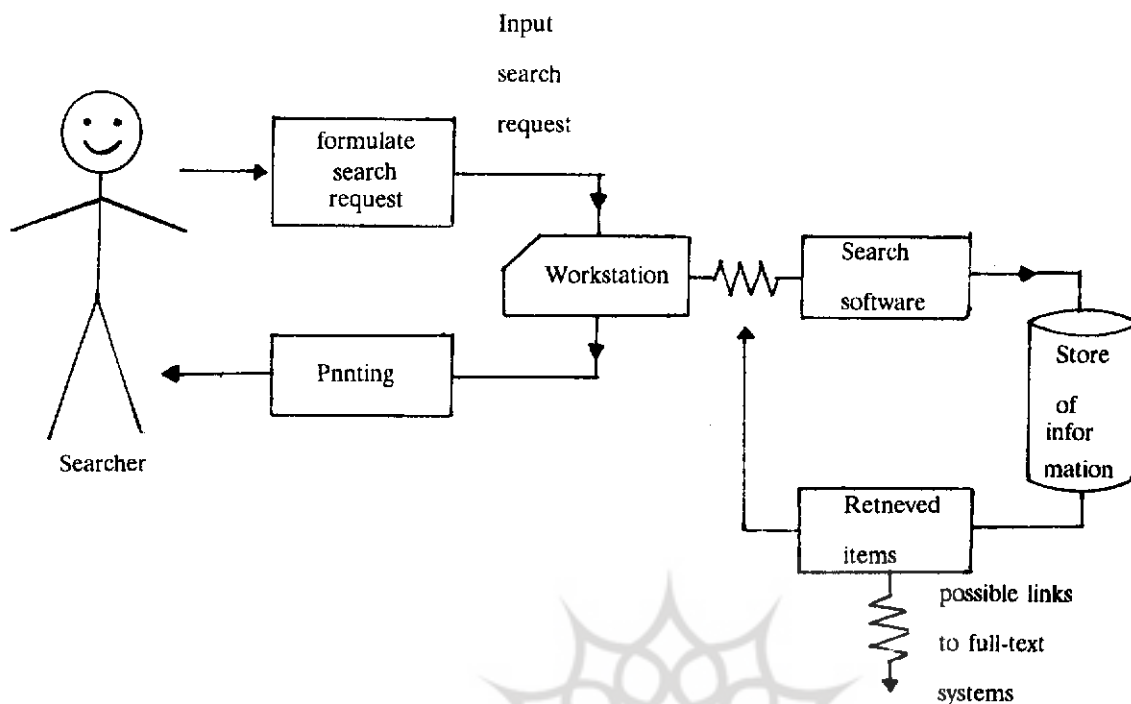 Input
search
request
formulate
search
request
Workstation
Search
software
Store
of
infor
mation
Pnnting
Searcher
Retneved
items
possible links
to full-text
systems